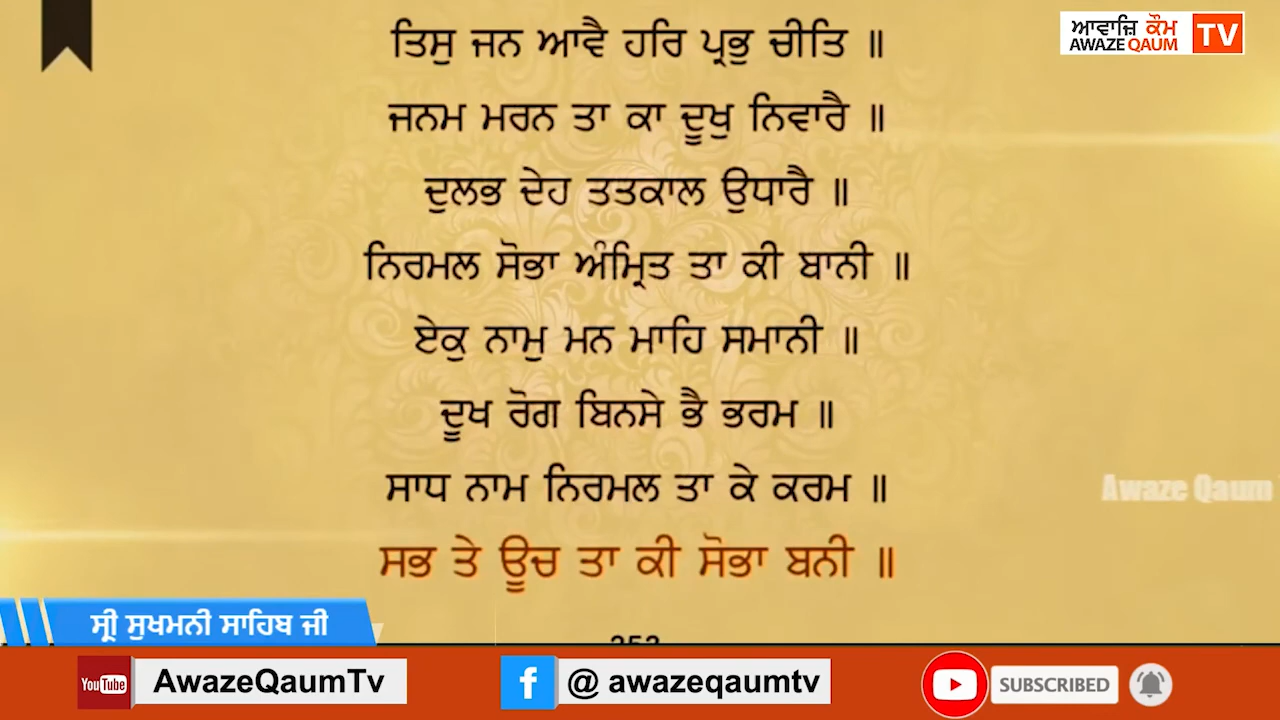 ਤਿਸੁ ਜਨ ਆਵੈ ਹਰਿ ਪ੍ਰਭੁ ਚੀਤਿ ॥
ਆਵਾਜ਼ਿ ਕੌਮ
AWAZE QAUM TV
ਜਨਮ ਮਰਨ ਤਾ ਕਾ ਦੂਖੁ ਨਿਵਾਰੈ ॥
ਦੁਲਭ ਦੇਹ ਤਤਕਾਲ ਉਧਾਰੈ ॥
ਨਿਰਮਲ ਸੋਭਾ ਅੰਮ੍ਰਿਤ ਤਾ ਕੀ ਬਾਨੀ ॥
ਏਕੁ ਨਾਮੁ ਮਨ ਮਾਹਿ ਸਮਾਨੀ ॥
ਦੂਖ ਰੋਗ ਬਿਨਸੇ ਭੈ ਭਰਮ ॥
ਸਾਧ ਨਾਮ ਨਿਰਮਲ ਤਾ ਕੇ ਕਰਮ ॥
Awaze Qaum
ਸਭ ਤੇ ਊਚ ਤਾ ਕੀ ਸੋਭਾ ਬਨੀ ॥
ਸ੍ਰੀ ਸੁਖਮਨੀ ਸਾਹਿਬ ਜੀ
YouTube AwazeQaumTv
f @ awazeqaumtv
SUBSCRIBED